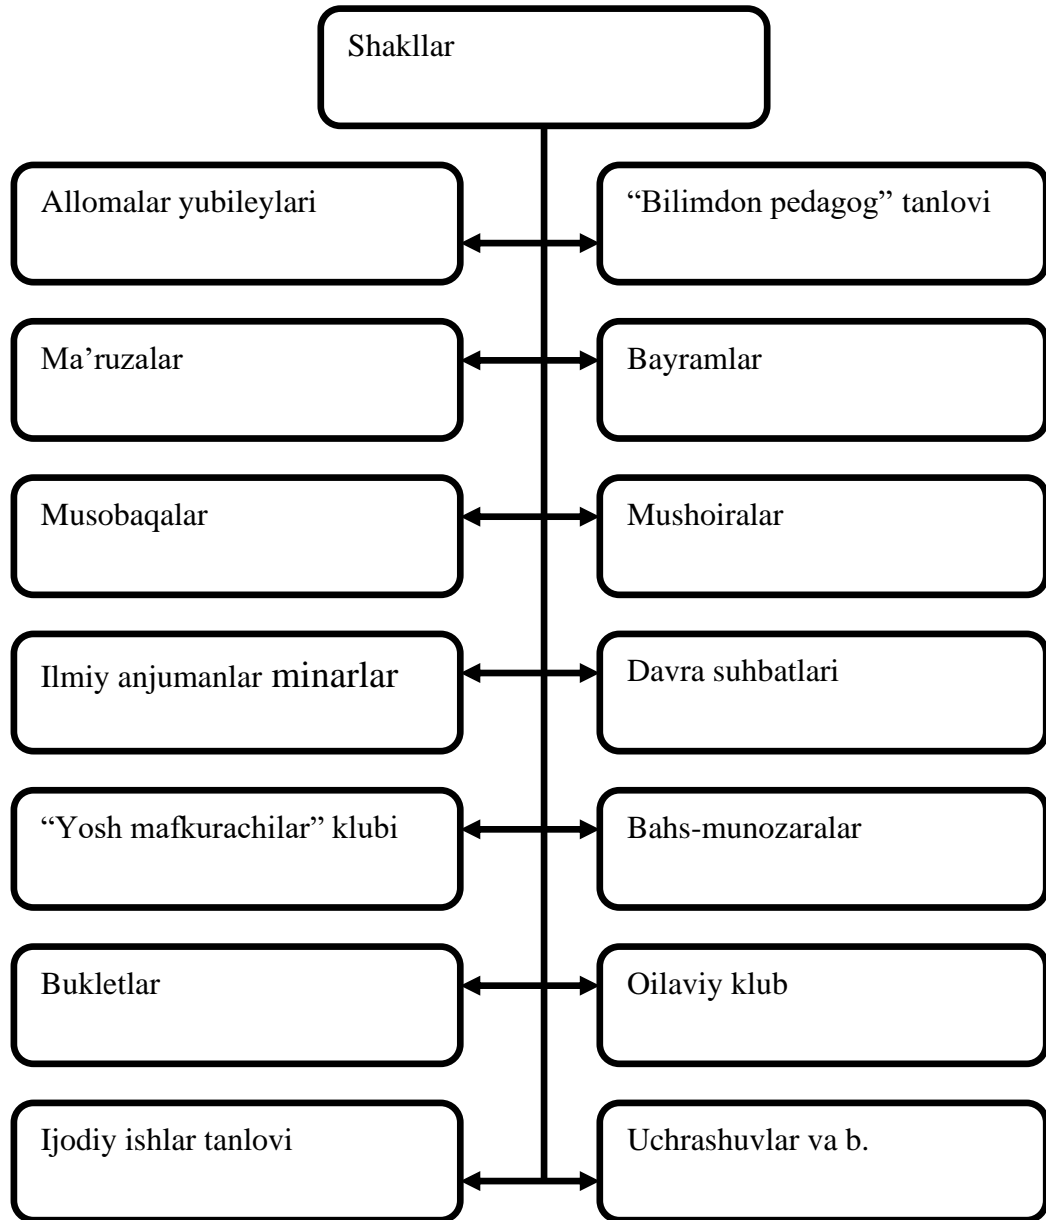 Shakllar
Allomalar yubileylari
“Bilimdon pedagog” tanlovi
Ma’ruzalar
Bayramlar
Musobaqalar
Mushoiralar
Ilmiy anjumanlar minarlar
Davra suhbatlari
“Yosh mafkurachilar” klubi
Bahs-munozaralar
Bukletlar
Oilaviy klub
Ijodiy ishlar tanlovi
Uchrashuvlar va b.